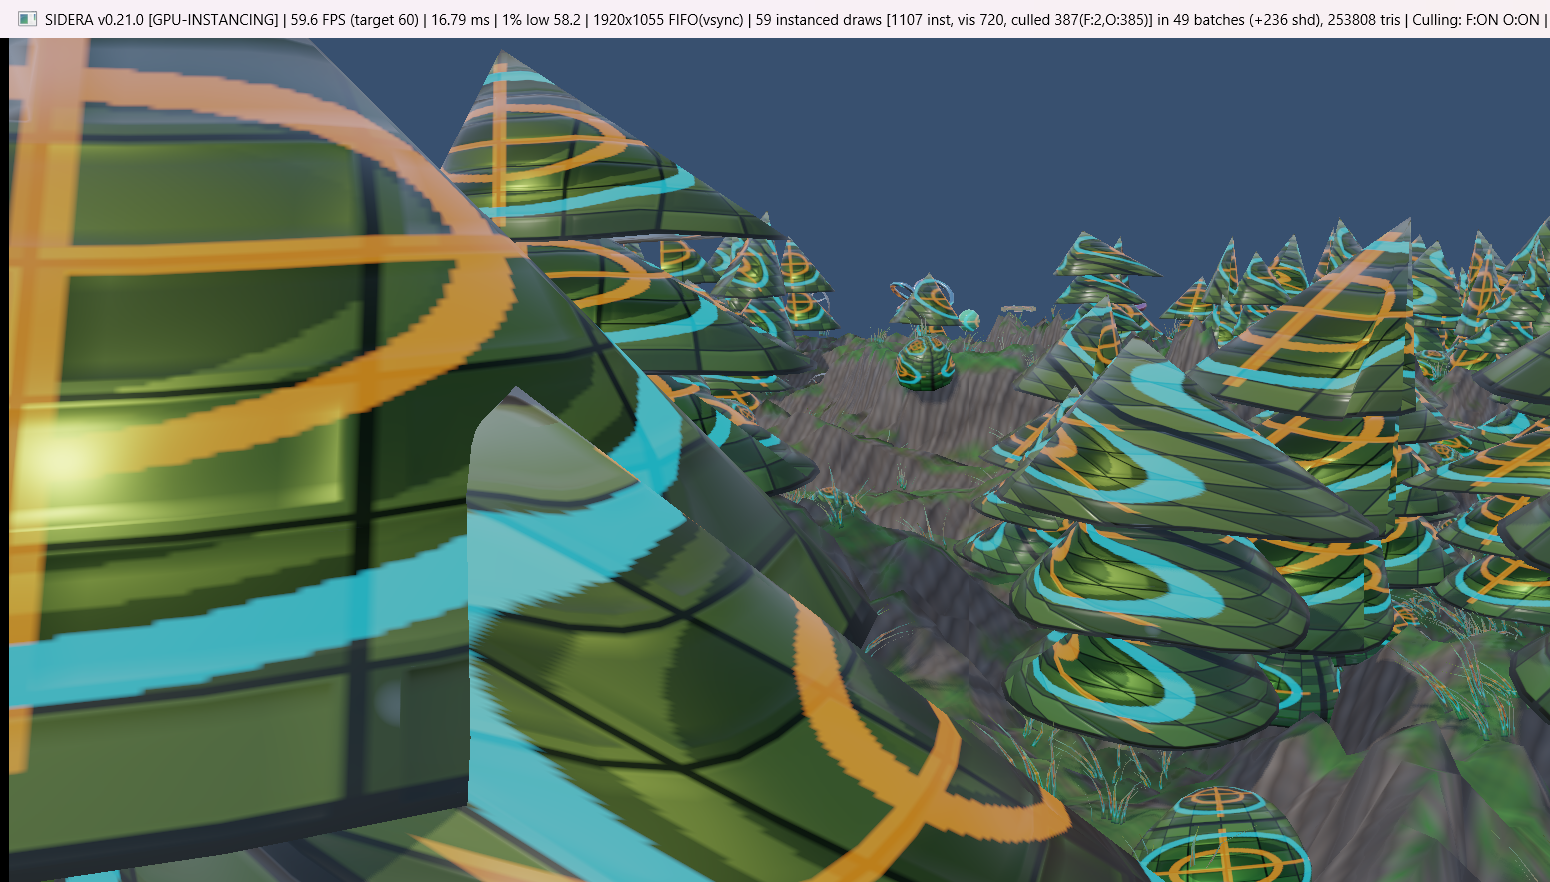 SIDERA v0.21.0 [GPU-INSTANCING] | 59.6 FPS (target 60) | 16.79 ms | 1% low 58.2 | 1920x1055 FIFO(vsync) | 59 instanced draws [1107 inst, vis 720, culled 387(F:2,O:385)] in 49 batches (+236 shd), 253808 tris | Culling: F:ON O:ON |